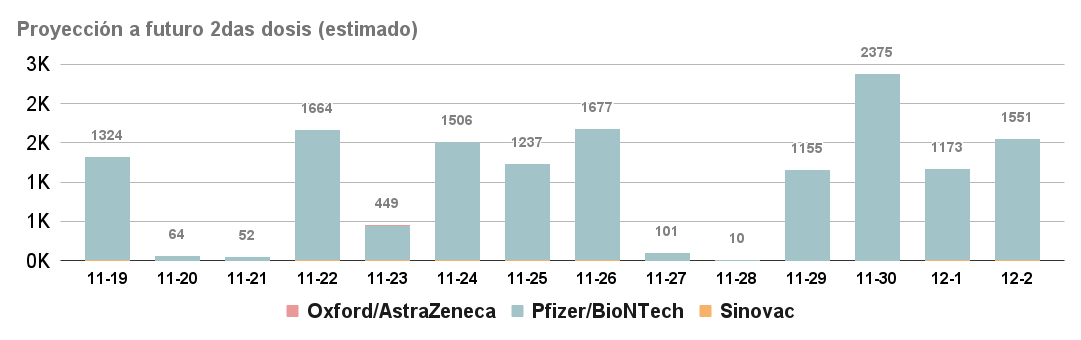 Proyección a futuro 2das dosis (estimado)
3K
2K
2K
1K
1K
0K
1324
64
52
1664
449
1506
1237
1677
101
10
1155
2375
1173
1551
11-19 11-20 11-21 11-22 11-23 11-24 11-25 11-26 11-27 11-28 11-29 11-30 12-1 12-2
Oxford/AstraZeneca Pfizer/BioNTech Sinovac